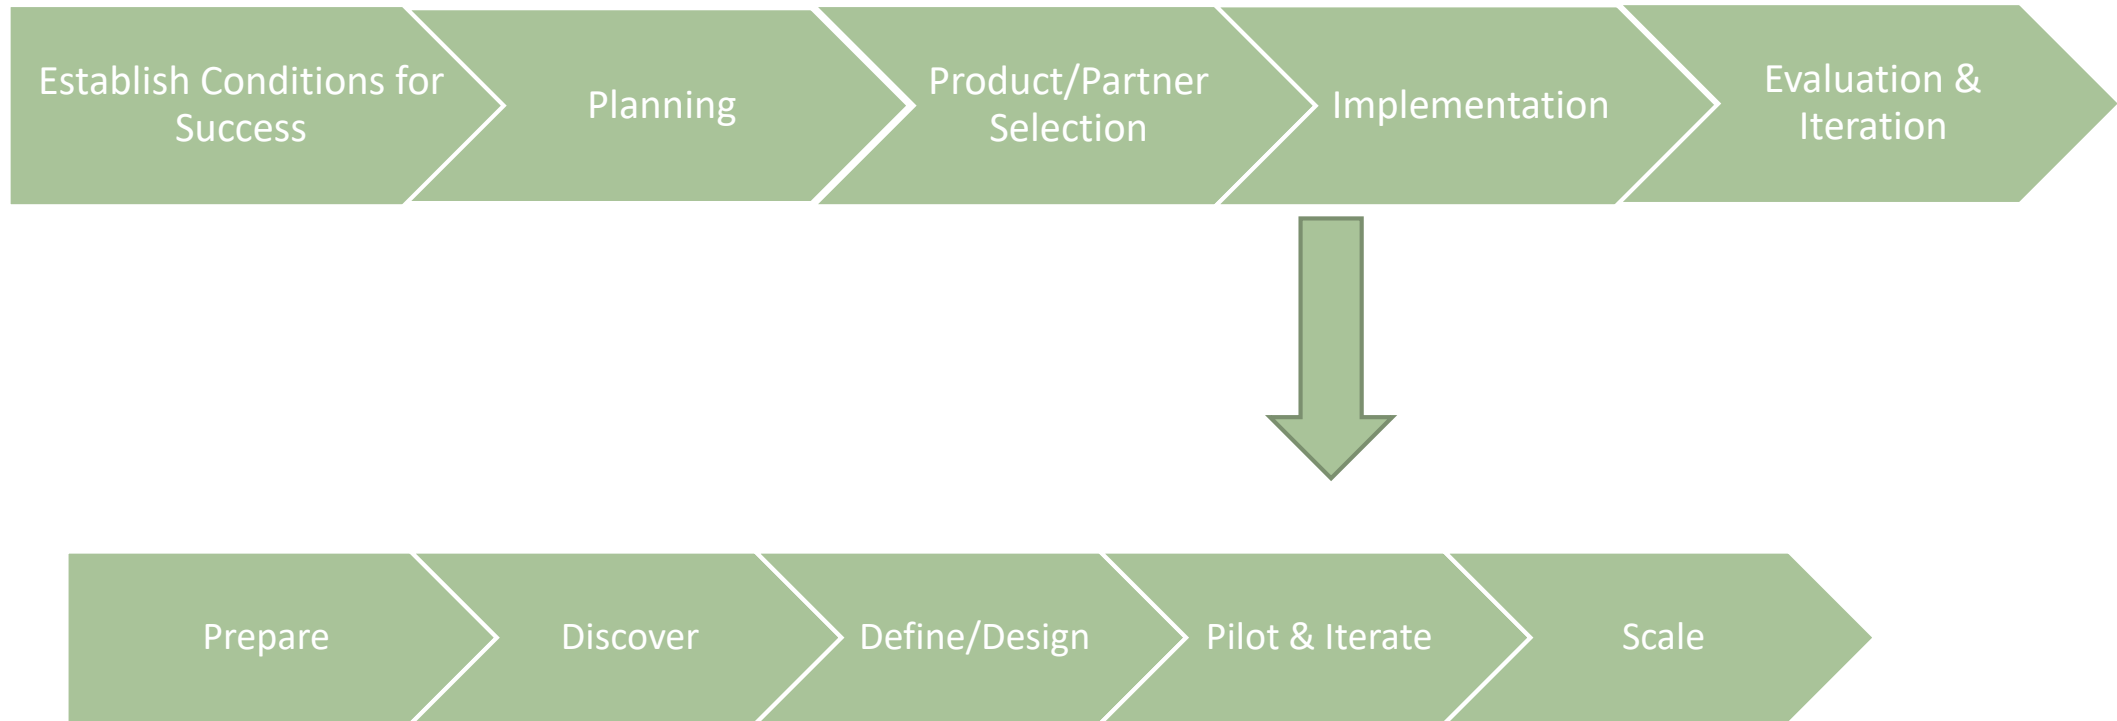 Establish Conditions for
Success
Planning
Product/Partner
Selection
Implementation
Evaluation &
Iteration
Prepare
Discover
Define/Design
Pilot & Iterate
Scale